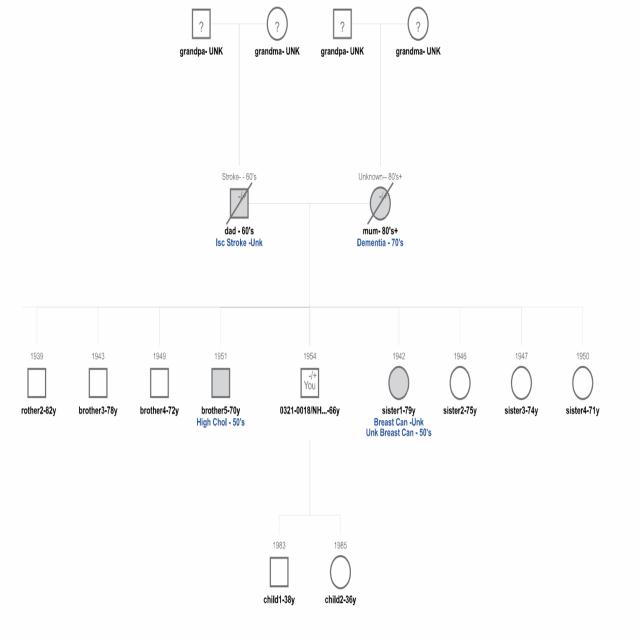 ? ? ? ?
grandpa- UNK grandma- UNK grandpa- UNK grandma- UNK
Stroke- - 60's Unknown-- 80's+
-/+ -/+
dad - 60's mum- 80's+
Isc Stroke -Unk Dementia - 70's
1939 1943 1949 1951 1954 1942 1946 1947 1950
-/+
You
rother2-82y brother3-78y brother4-72y brother5-70y 0321-0018/NH...-66y sister1-79y sister2-75y sister3-74y sister4-71y
High Chol - 50's Breast Can -Unk
Unk Breast Can - 50's
1983 1985
child1-38y child2-36y